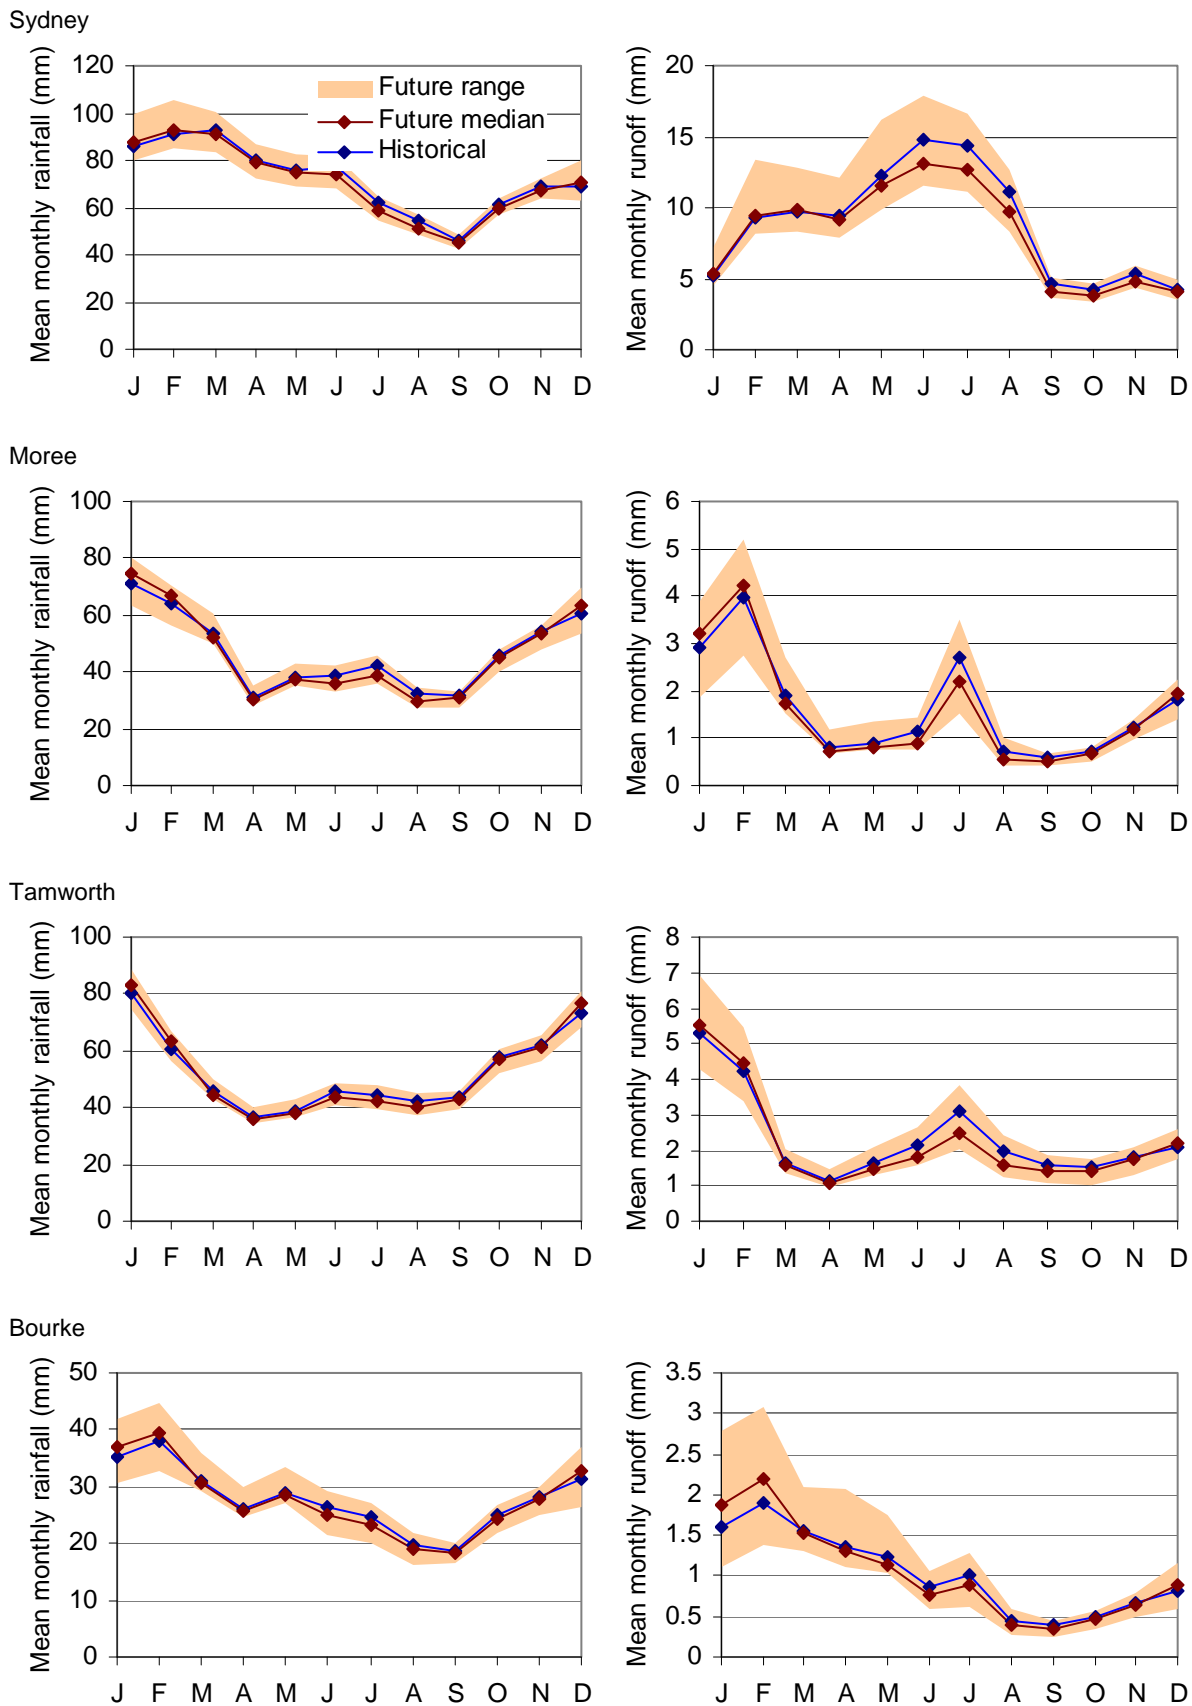 Sydney
Mean monthly rainfall (mm)
120
100
80
60
40
20
0
J F M A M J J A S O N D
Future range
Future median
Historical
Mean monthly runoff (mm)
20
15
10
5
0
J F M A M J J A S O N D
Moree
Mean monthly rainfall (mm)
100
80
60
40
20
0
J F M A M J J A S O N D
Mean monthly runoff (mm)
6
5
4
3
2
1
0
J F M A M J J A S O N D
Tamworth
Mean monthly rainfall (mm)
100
80
60
40
20
0
J F M A M J J A S O N D
Mean monthly runoff (mm)
8
7
6
5
4
3
2
1
0
J F M A M J J A S O N D
Bourke
Mean monthly rainfall (mm)
50
40
30
20
10
0
J F M A M J J A S O N D
Mean monthly runoff (mm)
3.5
3
2.5
2
1.5
1
0.5
0
J F M A M J J A S O N D